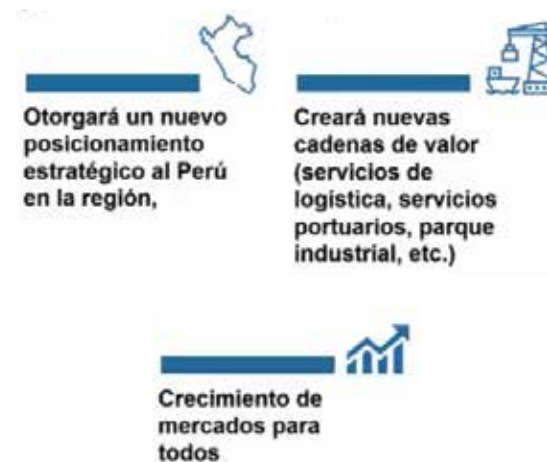 Otorgará un nuevo
posicionamiento
estratégico al Perú
en la región,
Creará nuevas
cadenas de valor
(servicios de
logística, servicios
portuarios, parque
industrial, etc.)
Crecimiento de
mercados para
todos